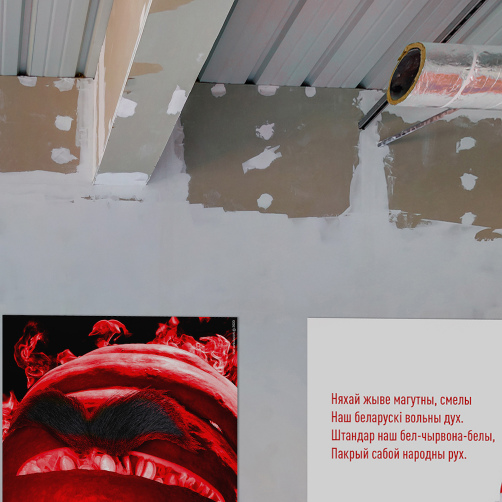 Няхай жыве магутны, смелы
Наш беларускі вольны дух.
Штандар наш бел-чырвона-белы,
Пакрый сабой народны рух.